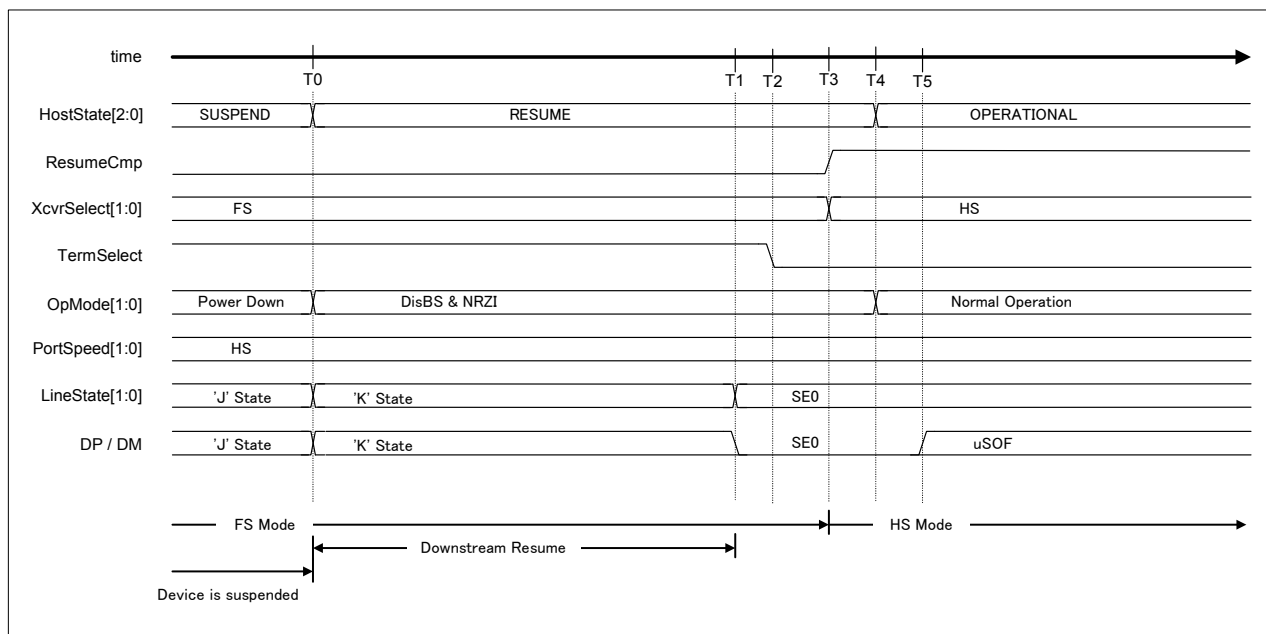 time
T0 T1 T2 T3 T4 T5
HostState[2:0] SUSPEND RESUME OPERATIONAL
ResumeCmp
XcvrSelect[1:0] FS HS
TermSelect
OpMode[1:0] Power Down DisBS & NRZI Normal Operation
PortSpeed[1:0] HS
LineState[1:0] 'J' State 'K' State SE0
DP / DM 'J' State 'K' State SE0 uSOF
FS Mode HS Mode
Downstream Resume
Device is suspended